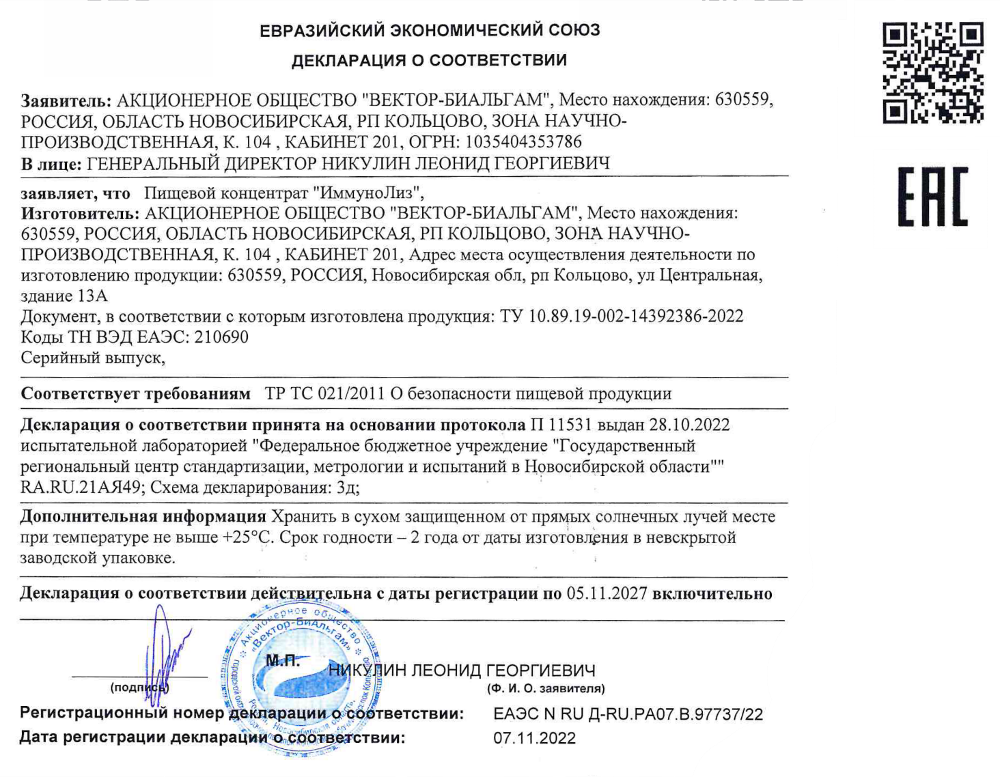 ЕВРАЗИЙСКИЙ ЭКОНОМИЧЕСКИЙ СОЮЗ
ДЕКЛАРАЦИЯ О СООТВЕТСТВИИ
Заявитель: АКЦИОНЕРНОЕ ОБЩЕСТВО "ВЕКТОР-БИАЛЬГАМ", Место нахождения: 630559,
РОССИЯ, ОБЛАСТЬ НОВОСИБИРСКАЯ, РП КОЛЬЦОВО, ЗОНА НАУЧНО-
ПРОИЗВОДСТВЕННАЯ, К. 104 , КАБИНЕТ 201, ОГРН: 1035404353786
В лице: ГЕНЕРАЛЬНЫЙ ДИРЕКТОР НИКУЛИН ЛЕОНИД ГЕОРГИЕВИЧ
EAC
заявляет, что Пищевой концентрат "ИммуноЛиз",
Изготовитель: АКЦИОНЕРНОЕ ОБЩЕСТВО "ВЕКТОР-БИАЛЬГАМ", Место нахождения:
630559, РОССИЯ, ОБЛАСТЬ НОВОСИБИРСКАЯ, РП КОЛЬЦОВО, ЗОНА НАУЧНО-
ПРОИЗВОДСТВЕННАЯ, К. 104 , КАБИНЕТ 201, Адрес места осуществления деятельности по
изготовлению продукции: 630559, РОССИЯ, Новосибирская обл, рп Кольцово, ул Центральная,
здание 13А
Документ, в соответствии с которым изготовлена продукция: ТУ 10.89.19-002-14392386-2022
Коды ТН ВЭД ЕАЭС: 210690
Серийный выпуск,
Соответствует требованиям ТР ТС 021/2011 О безопасности пищевой продукции
Декларация о соответствии принята на основании протокола П 11531 выдан 28.10.2022
испытательной лабораторией "Федеральное бюджетное учреждение "Государственный
региональный центр стандартизации, метрологии и испытаний в Новосибирской области""
RA.RU.21АЯ49; Схема декларирования: 3д;
Дополнительная информация Хранить в сухом защищенном от прямых солнечных лучей месте
при температуре не выше +25°С. Срок годности – 2 года от даты изготовления в невскрытой
заводской упаковке.
Декларация о соответствии действительна с даты регистрации по 05.11.2027 включительно
Акционерное общество
«Вектор-БиАльгам»
М.П.
НИКУЛИН ЛЕОНИД ГЕОРГИЕВИЧ
(подпись)
(Ф. И. О. заявителя)
Регистрационный номер декларации о соответствии: ЕАЭС N RU Д-RU.РА07.В.97737/22
Дата регистрации декларации о соответствии: 07.11.2022